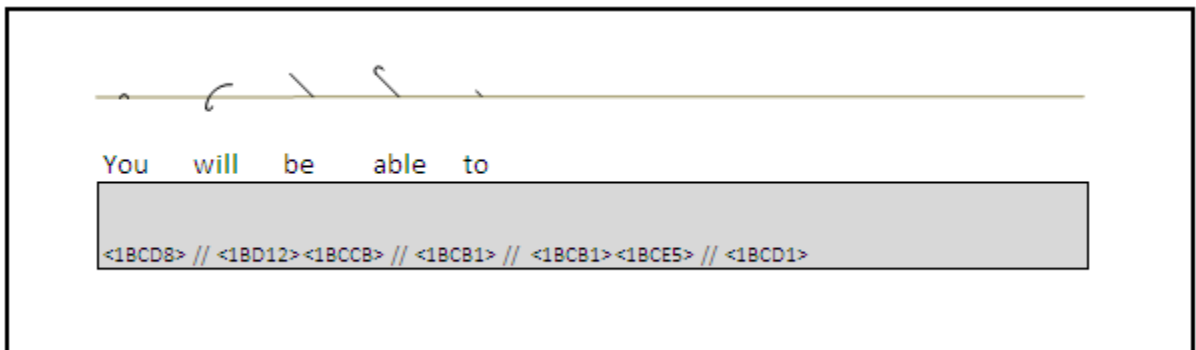 You will be able to
<1BCD8> // <1BD12><1BCCB> // <1BCB1> // <1BCB1><1BCE5> // <1BCD1>